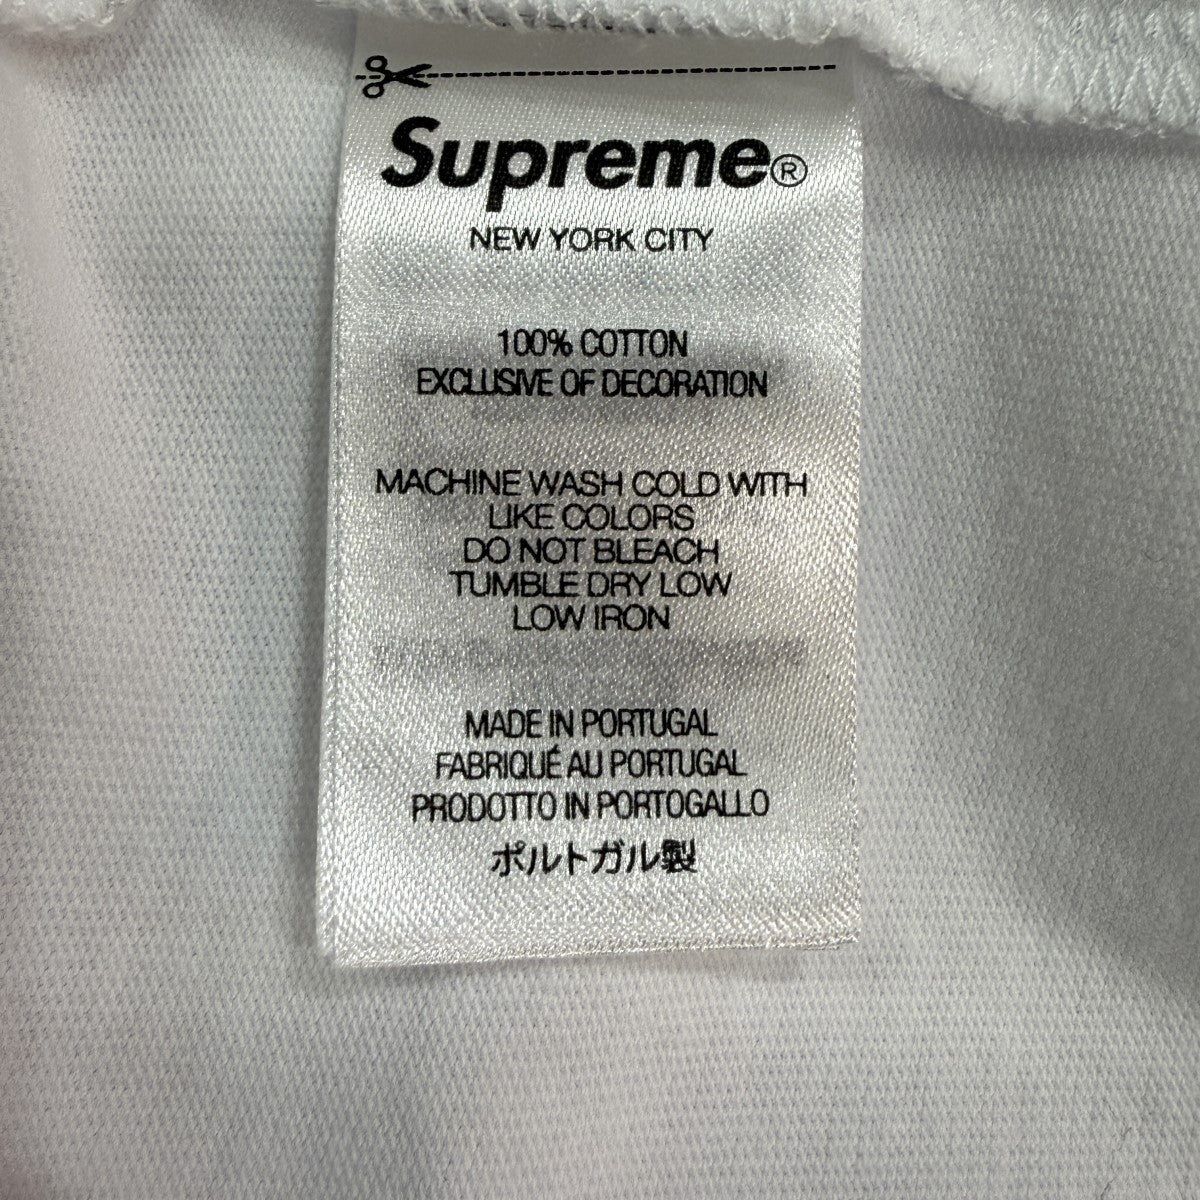 Supreme®
NEW YORK CITY
100% COTTON
EXCLUSIVE OF DECORATION
MACHINE WASH COLD WITH
LIKE COLORS
DO NOT BLEACH
TUMBLE DRY LOW
LOW IRON
MADE IN PORTUGAL
FABRIQUÉ AU PORTUGAL
PRODOTTO IN PORTOGALLO
ポルトガル製